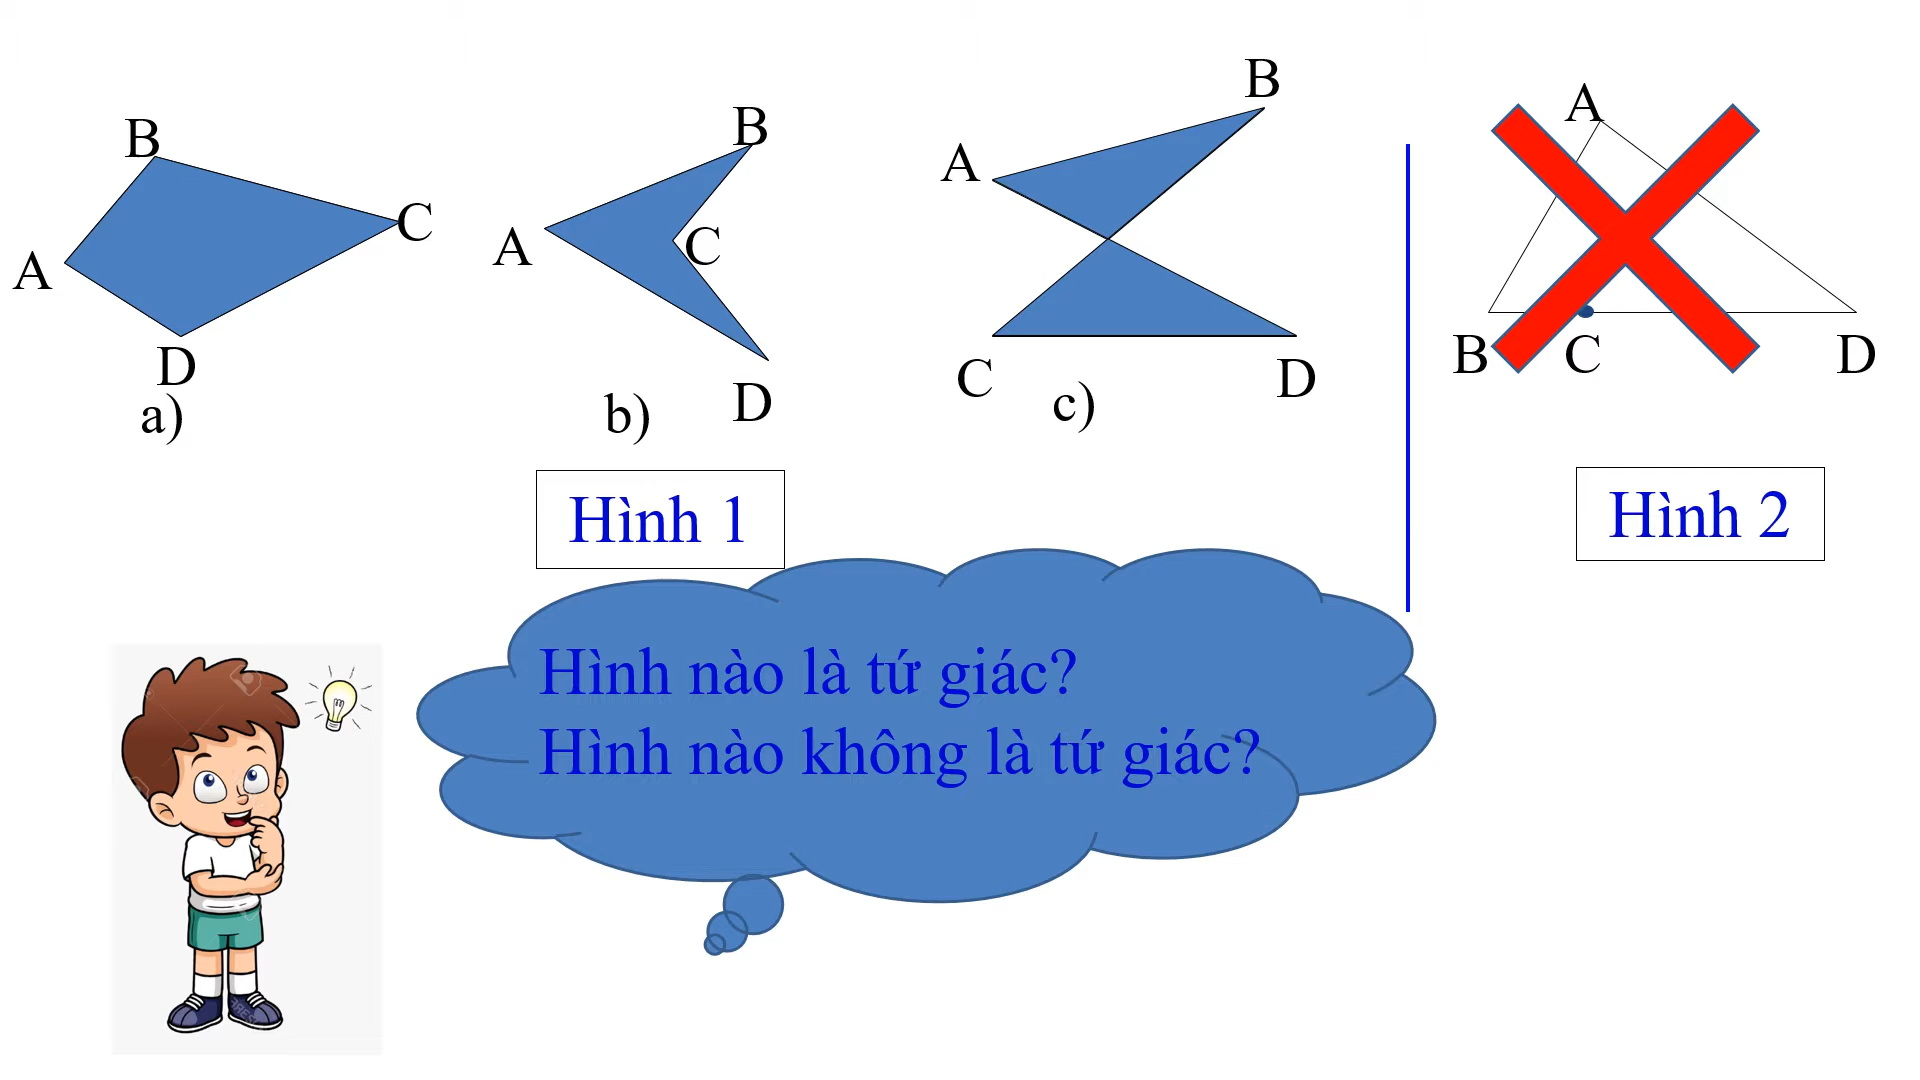 B
A
C
D
a)
B
A
C
D
b)
B
A
C
D
c)
A
B
C
D
Hình 1
Hình 2
Hình nào là tứ giác?
Hình nào không là tứ giác?